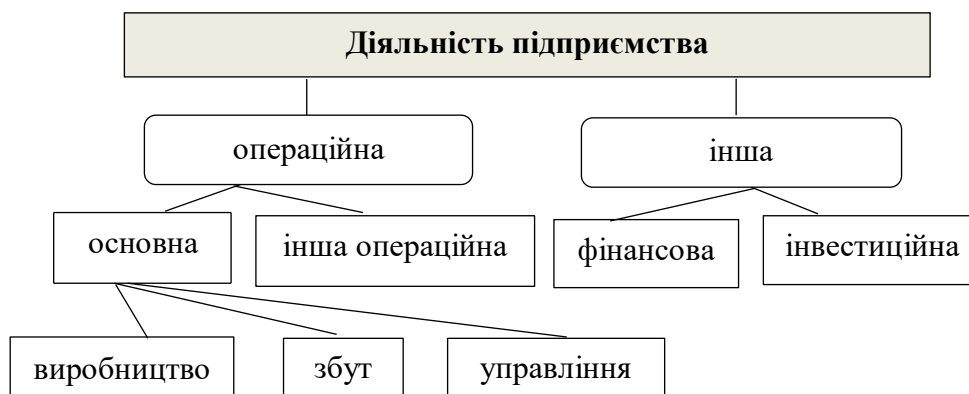 Діяльність підприємства
операційна
інша
основна
інша операційна
фінансова
інвестиційна
виробництво
збут
управління